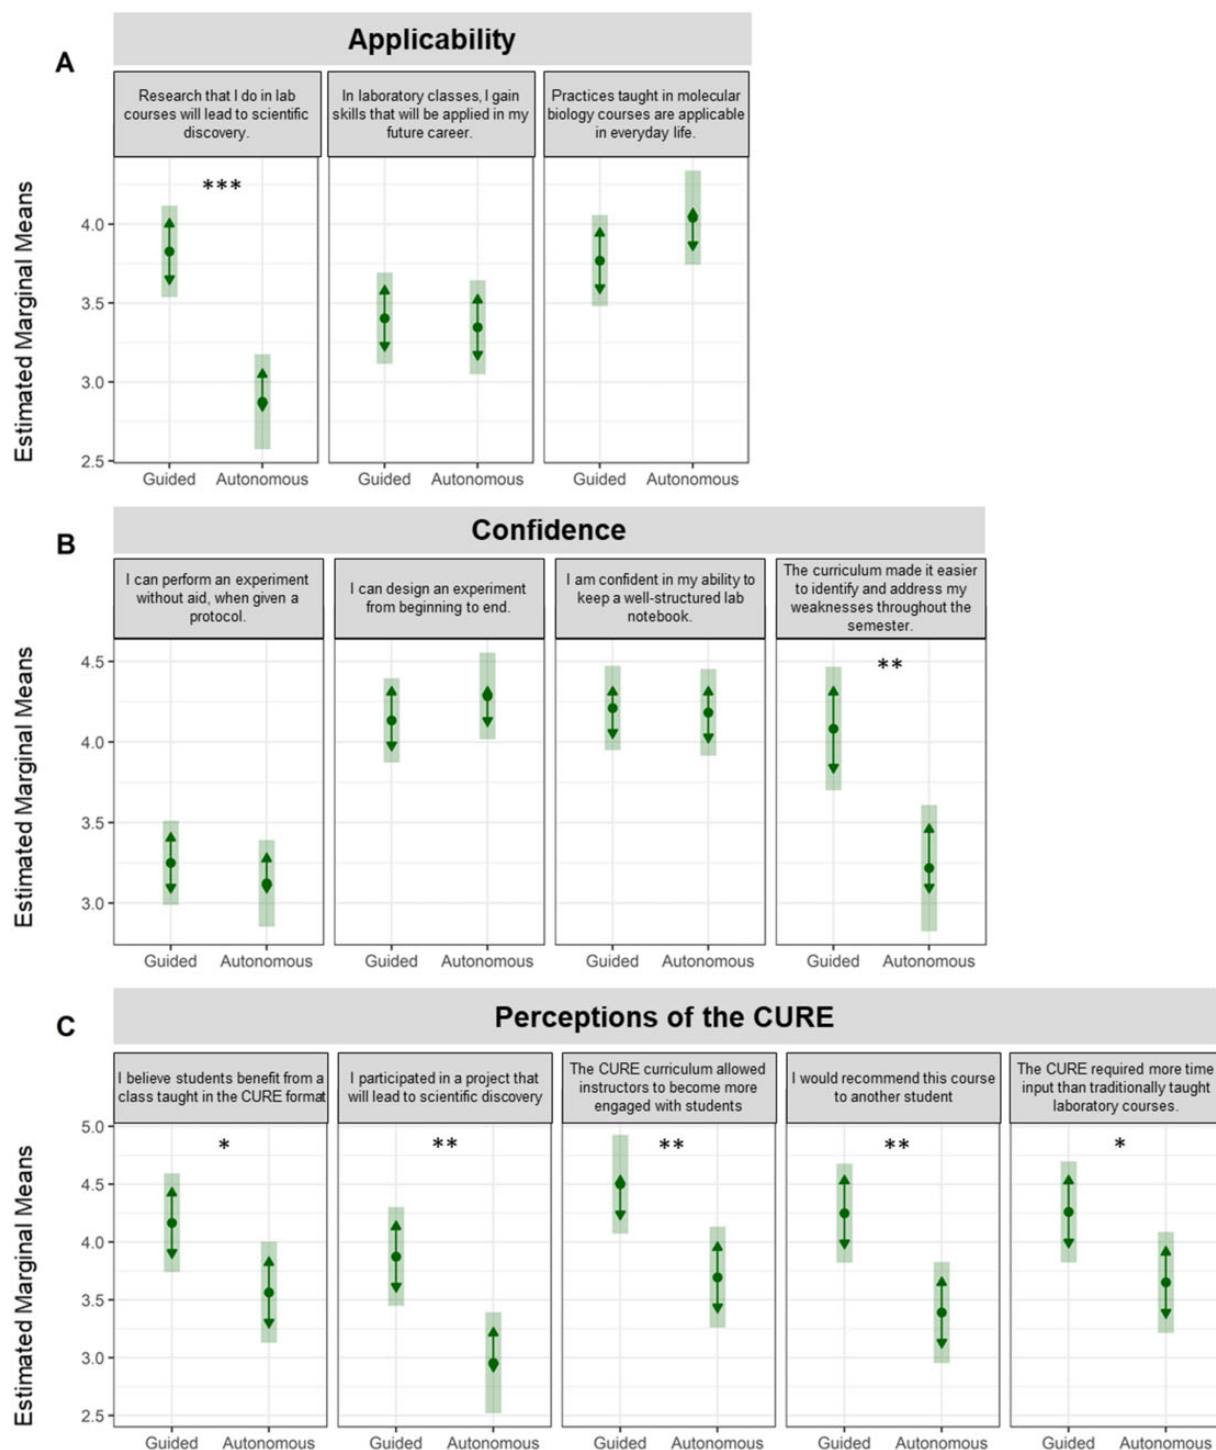 A
Applicability
Research that I do in lab
courses will lead to scientific
discovery.
In laboratory classes, I gain
skills that will be applied in my
future career.
Practices taught in molecular
biology courses are applicable
in everyday life.
Estimated Marginal Means
4.0
3.5
3.0
2.5
***
Guided Autonomous
Guided Autonomous
Guided Autonomous
B
Confidence
I can perform an experiment
without aid, when given a
protocol.
I can design an experiment
from beginning to end.
I am confident in my ability to
keep a well-structured lab
notebook.
The curriculum made it easier
to identify and address my
weaknesses throughout the
semester.
Estimated Marginal Means
4.5
4.0
3.5
3.0
**
Guided Autonomous
Guided Autonomous
Guided Autonomous
Guided Autonomous
C
Perceptions of the CURE
I believe students benefit from a
class taught in the CURE format
I participated in a project that
will lead to scientific discovery
The CURE curriculum allowed
instructors to become more
engaged with students
I would recommend this course
to another student
The CURE required more time
input than traditionally taught
laboratory courses.
Estimated Marginal Means
5.0
4.5
4.0
3.5
3.0
2.5
*
**
**
**
*
Guided Autonomous
Guided Autonomous
Guided Autonomous
Guided Autonomous
Guided Autonomous